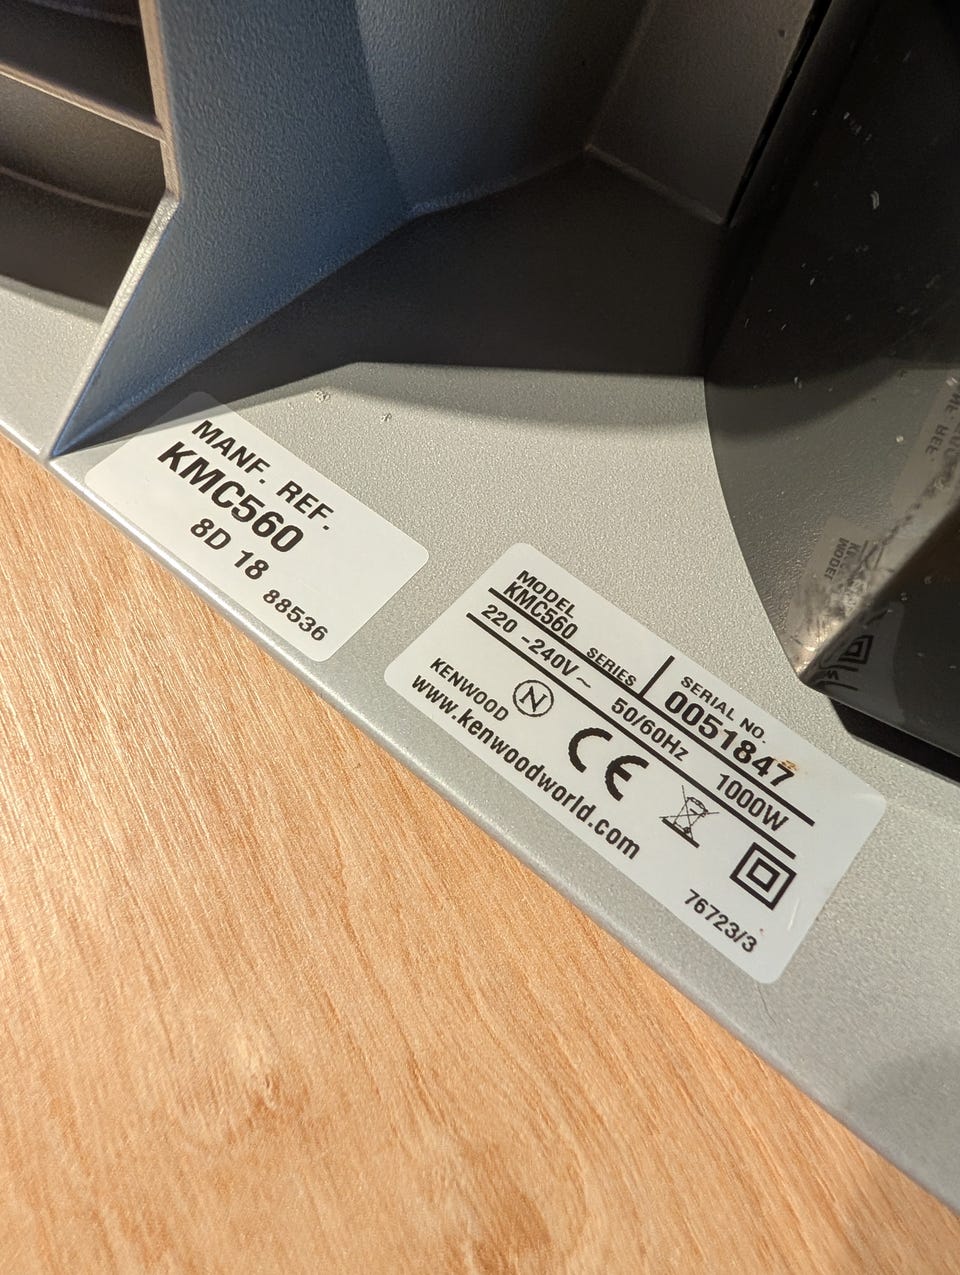 MANF. REF.
KMC560
8D 18
88536
MODEL
KMC560 SERIES
SERIAL NO.
0051847
220 -240V ~ 50/60Hz 1000W
KENWOOD N CE
www.kenwoodworld.com
76723/3